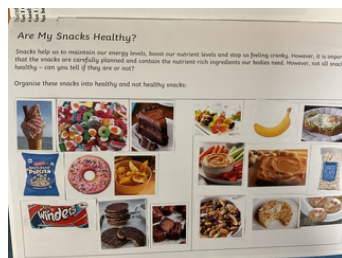 Are My Snacks Healthy?
Snacks help us to maintain our energy levels, boost our nutrient levels and stop us feeling cranky. However, it is impor
that the snacks are carefully planned and contain the nutrient-rich ingredients our bodies need. However, not all snac
healthy - can you tell if they are or not?
Organise these snacks into healthy and not healthy snacks:
POPCORN
Winders